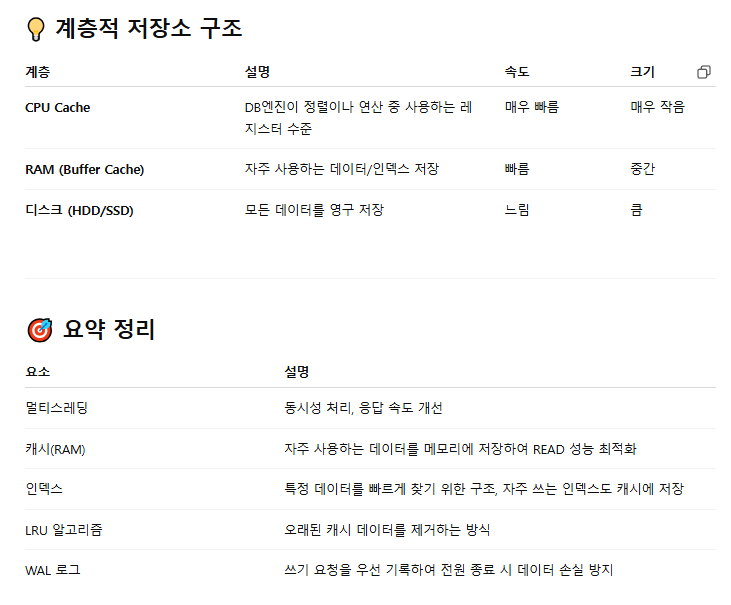 💡 계층적 저장소 구조
계층 설명 속도 크기
CPU Cache DB엔진이 정렬이나 연산 중 사용하는 레 매우 빠름 매우 작음
지스터 수준
RAM (Buffer Cache) 자주 사용하는 데이터/인덱스 저장 빠름 중간
디스크 (HDD/SSD) 모든 데이터를 영구 저장 느림 큼
🎯 요약 정리
요소 설명
멀티스레딩 동시성 처리, 응답 속도 개선
캐시(RAM) 자주 사용하는 데이터를 메모리에 저장하여 READ 성능 최적화
인덱스 특정 데이터를 빠르게 찾기 위한 구조, 자주 쓰는 인덱스도 캐시에 저장
LRU 알고리즘 오래된 캐시 데이터를 제거하는 방식
WAL 로그 쓰기 요청을 우선 기록하여 전원 종료 시 데이터 손실 방지